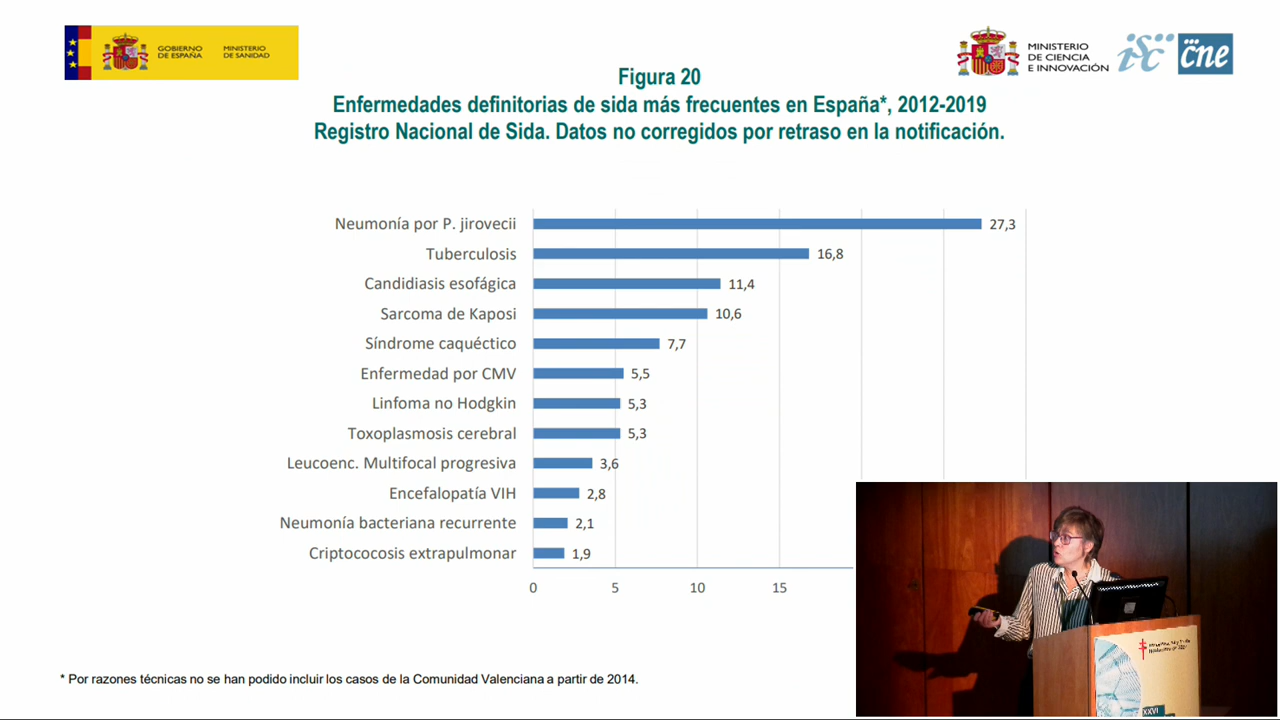 GOBIERNO
DE ESPAÑA
MINISTERIO
DE SANIDAD
MINISTERIO
DE CIENCIA
E INNOVACIÓN
isc
cne
Figura 20
Enfermedades definitorias de sida más frecuentes en España*, 2012-2019
Registro Nacional de Sida. Datos no corregidos por retraso en la notificación.
Neumonía por P. jirovecii 27,3
Tuberculosis 16,8
Candidiasis esofágica 11,4
Sarcoma de Kaposi 10,6
Síndrome caquéctico 7,7
Enfermedad por CMV 5,5
Linfoma no Hodgkin 5,3
Toxoplasmosis cerebral 5,3
Leucoenc. Multifocal progresiva 3,6
Encefalopatía VIH 2,8
Neumonía bacteriana recurrente 2,1
Criptococosis extrapulmonar 1,9
0 5 10 15
* Por razones técnicas no se han podido incluir los casos de la Comunidad Valenciana a partir de 2014.
XXVI